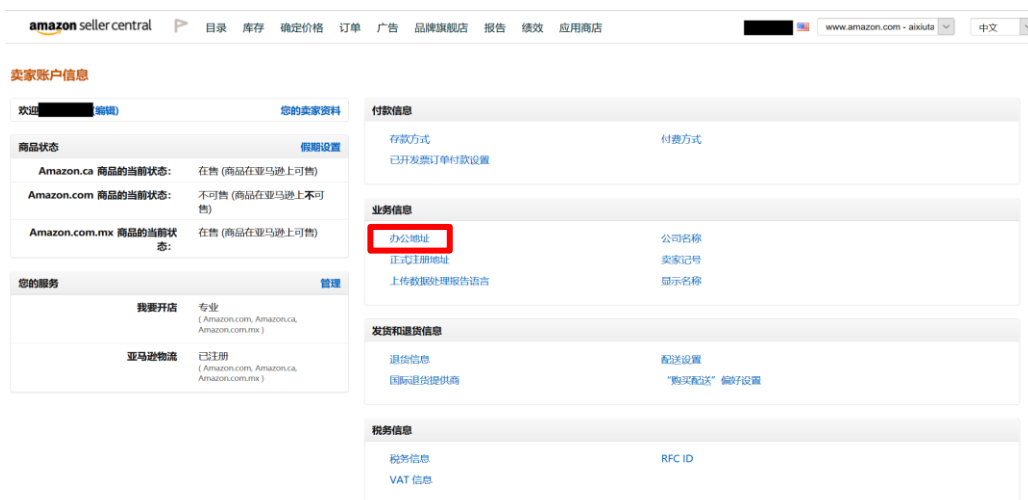 amazon seller central 目录 库存 确定价格 订单 广告 品牌旗舰店 报告 绩效 应用商店 www.amazon.com - aixiuta 中文
卖家账户信息
欢迎 (编辑) 您的卖家资料
商品状态 假期设置
Amazon.ca 商品的当前状态: 在售 (商品在亚马逊上可售)
Amazon.com 商品的当前状态: 不可售 (商品在亚马逊上不可
售)
Amazon.com.mx 商品的当前状
态:
在售 (商品在亚马逊上可售)
您的服务 管理
我要开店 专业
( Amazon.com, Amazon.ca,
Amazon.com.mx )
亚马逊物流 已注册
( Amazon.com, Amazon.ca,
Amazon.com.mx )
付款信息
存款方式 付费方式
已开发票订单付款设置
业务信息
办公地址 公司名称
正式注册地址 卖家记号
上传数据处理报告语言 显示名称
发货和退货信息
退货信息 配送设置
国际退货提供商 “购买配送”偏好设置
税务信息
税务信息 RFC ID
VAT 信息